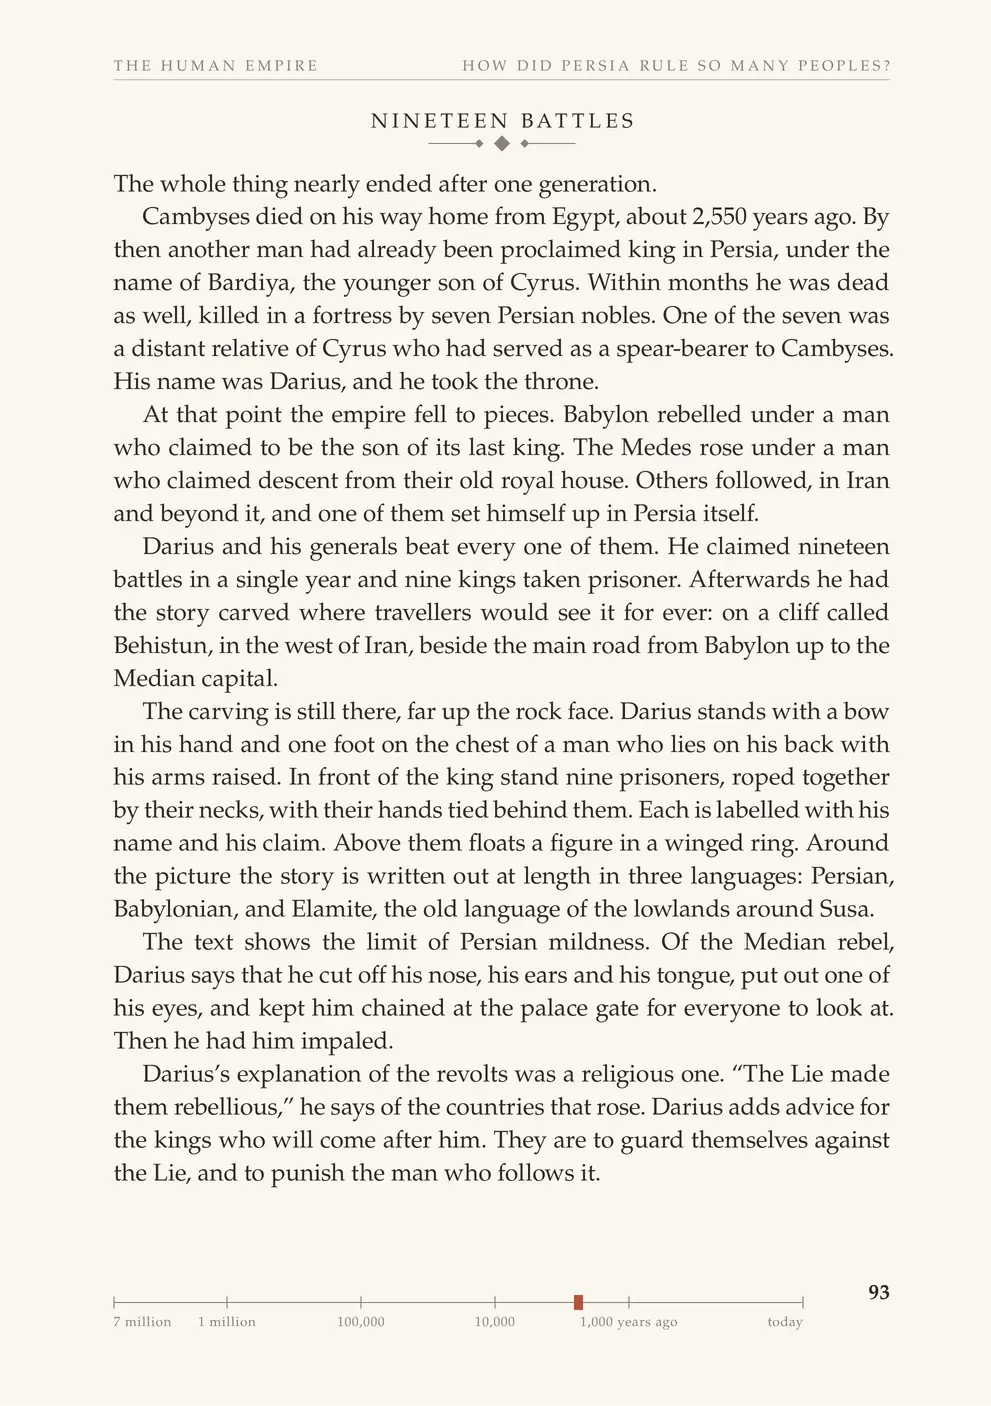 THE HUMAN EMPIRE
HOW DID PERSIA RULE SO MANY PEOPLES?
NINETEEN BATTLES
The whole thing nearly ended after one generation.
Cambyses died on his way home from Egypt, about 2,550 years ago. By
then another man had already been proclaimed king in Persia, under the
name of Bardiya, the younger son of Cyrus. Within months he was dead
as well, killed in a fortress by seven Persian nobles. One of the seven was
a distant relative of Cyrus who had served as a spear-bearer to Cambyses.
His name was Darius, and he took the throne.
At that point the empire fell to pieces. Babylon rebelled under a man
who claimed to be the son of its last king. The Medes rose under a man
who claimed descent from their old royal house. Others followed, in Iran
and beyond it, and one of them set himself up in Persia itself.
Darius and his generals beat every one of them. He claimed nineteen
battles in a single year and nine kings taken prisoner. Afterwards he had
the story carved where travellers would see it for ever: on a cliff called
Behistun, in the west of Iran, beside the main road from Babylon up to the
Median capital.
The carving is still there, far up the rock face. Darius stands with a bow
in his hand and one foot on the chest of a man who lies on his back with
his arms raised. In front of the king stand nine prisoners, roped together
by their necks, with their hands tied behind them. Each is labelled with his
name and his claim. Above them floats a figure in a winged ring. Around
the picture the story is written out at length in three languages: Persian,
Babylonian, and Elamite, the old language of the lowlands around Susa.
The text shows the limit of Persian mildness. Of the Median rebel,
Darius says that he cut off his nose, his ears and his tongue, put out one of
his eyes, and kept him chained at the palace gate for everyone to look at.
Then he had him impaled.
Darius’s explanation of the revolts was a religious one. “The Lie made
them rebellious,” he says of the countries that rose. Darius adds advice for
the kings who will come after him. They are to guard themselves against
the Lie, and to punish the man who follows it.
93
7 million 1 million 100,000 10,000 1,000 years ago today